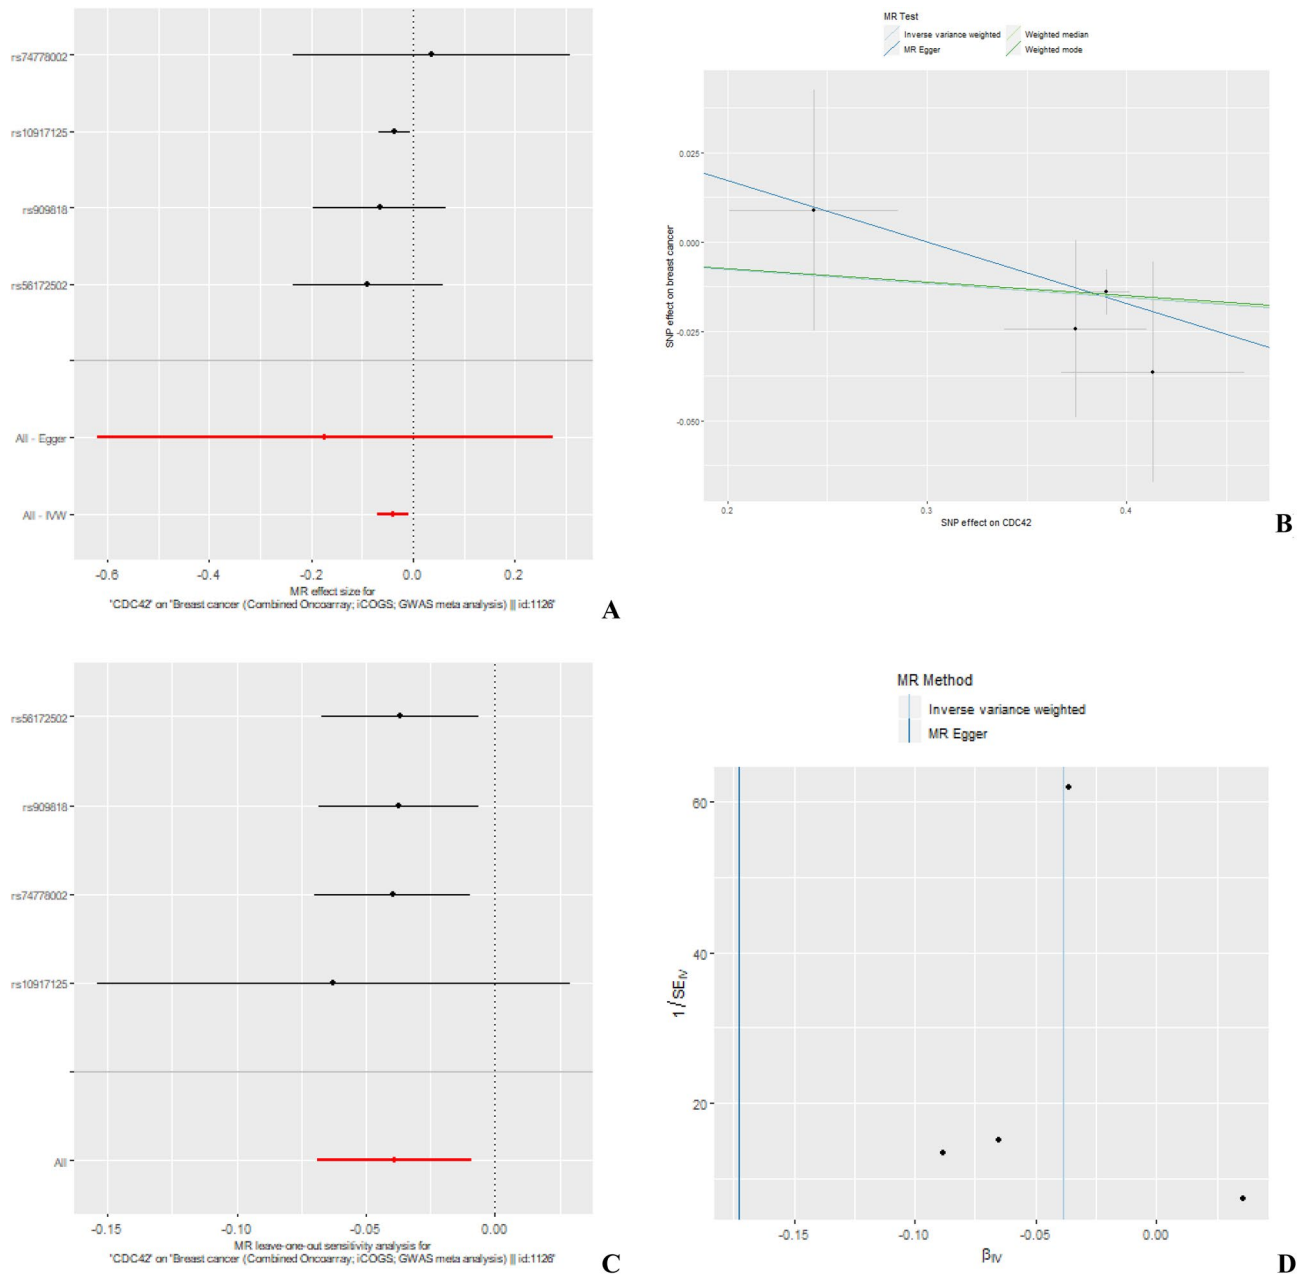 rs74778002
rs10917125
rs909818
rs56172502
All - Egger
All - IVW
-0.6 -0.4 -0.2 0.0 0.2
MR effect size for
'CDC42' on 'Breast cancer (Combined Oncoarray; iCOGS; GWAS meta analysis) || id:1126'
A
MR Test
Inverse variance weighted Weighted median
MR Egger Weighted mode
0.025
0.000
-0.025
-0.050
SNP effect on breast cancer
0.2 0.3 0.4
SNP effect on CDC42
B
rs56172502
rs909818
rs74778002
rs10917125
All
-0.15 -0.10 -0.05 0.00
MR leave-one-out sensitivity analysis for
'CDC42' on 'Breast cancer (Combined Oncoarray; iCOGS; GWAS meta analysis) || id:1126'
C
MR Method
Inverse variance weighted
MR Egger
60
40
20
1/SE_IV
-0.15 -0.10 -0.05 0.00
β_IV
D